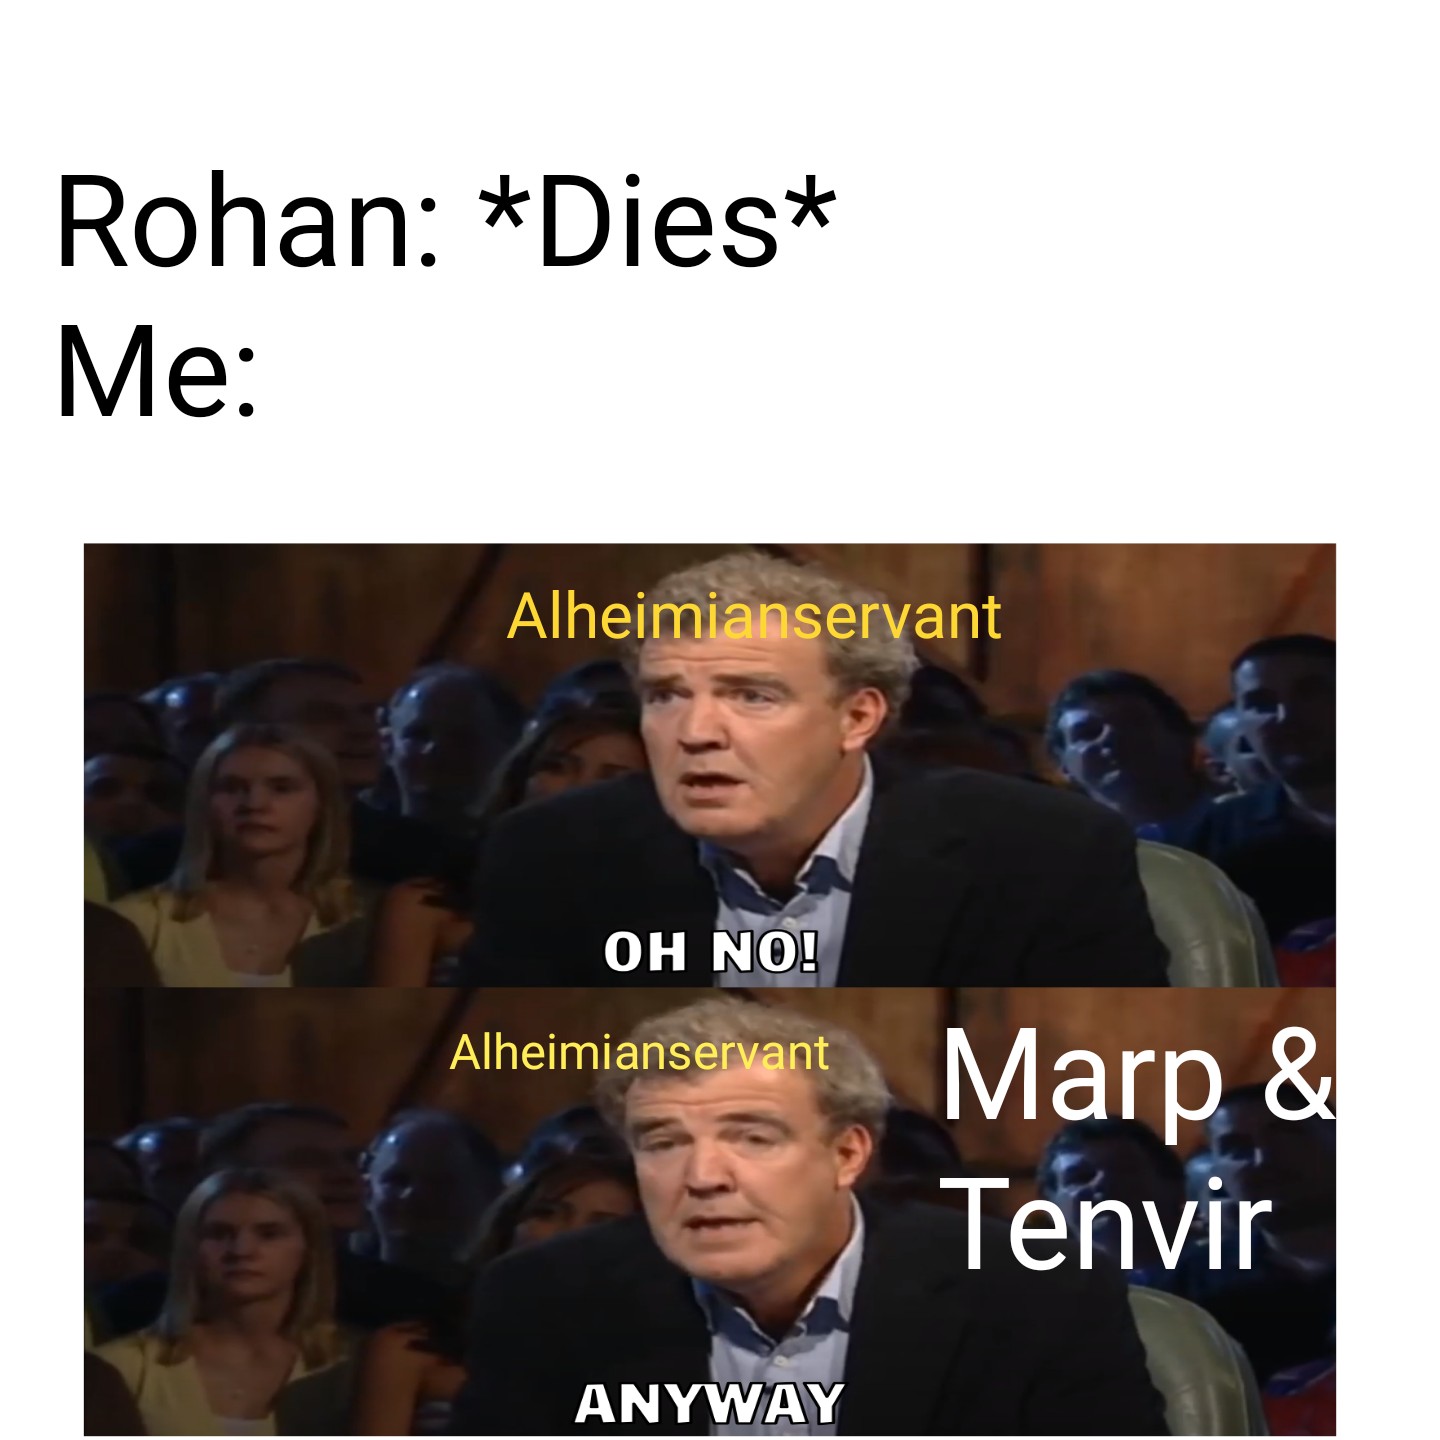 Rohan: *Dies*
Me:
Alheimianservant
OH NO!
Alheimianservant
Marp &
Tenvir
ANYWAY